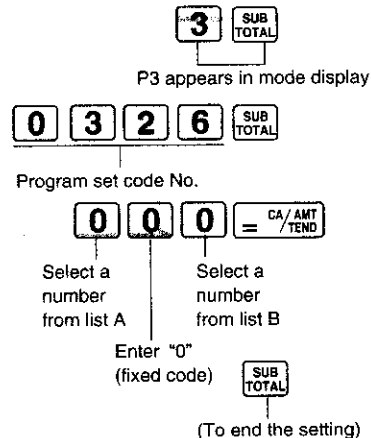 3 SUB TOTAL
P3 appears in mode display
0 3 2 6 SUB TOTAL
Program set code No.
0 0 0 = CA/AMT /TEND
Select a number from list A
Select a number from list B
Enter "0" (fixed code)
SUB TOTAL
(To end the setting)